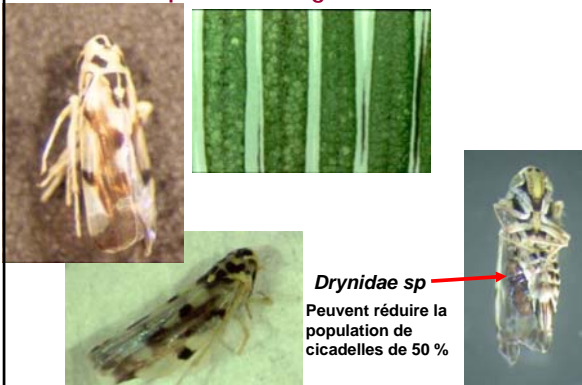 Drynidae sp
Peuvent réduire la
population de
cicadelles de 50 %